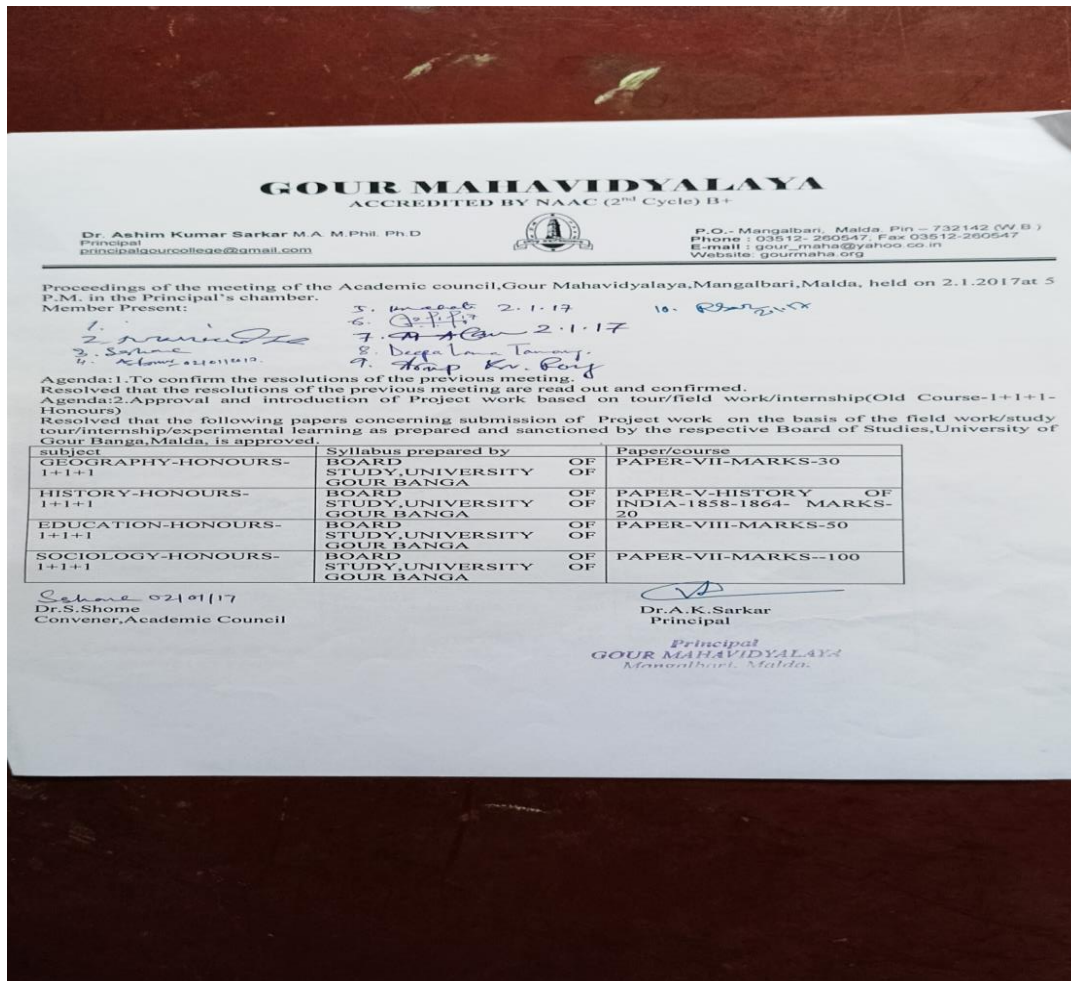 GOUR MAHAVIDYALAYA
ACCREDITED BY NAAC (2nd Cycle) B+
Dr. Ashim Kumar Sarkar M.A. M.Phil. Ph.D
Principal
principalgourcollege@gmail.com
P.O.- Mangalbari, Malda, Pin – 732142 (W.B.)
Phone : 03512- 260547, Fax 03512-260547
E-mail : gour_maha@yahoo.co.in
Website: gourmaha.org
Proceedings of the meeting of the Academic council,Gour Mahavidyalaya,Mangalbari,Malda, held on 2.1.2017at 5
P.M. in the Principal's chamber.
Member Present:
1.
2.
3.
4.
5. 2.1.17
6.
7. 2.1.17
8. Deepa Lama Tamang.
9. Kr. Roy
10.
Agenda:1.To confirm the resolutions of the previous meeting.
Resolved that the resolutions of the previous meeting are read out and confirmed.
Agenda:2.Approval and introduction of Project work based on tour/field work/internship(Old Course-1+1+1-
Honours)
Resolved that the following papers concerning submission of Project work on the basis of the field work/study
tour/internship/experimental learning as prepared and sanctioned by the respective Board of Studies,University of
Gour Banga,Malda, is approved.
subject Syllabus prepared by Paper/course
GEOGRAPHY-HONOURS-
1+1+1
BOARD OF
STUDY,UNIVERSITY OF
GOUR BANGA
PAPER-VII-MARKS-30
HISTORY-HONOURS-
1+1+1
BOARD OF
STUDY,UNIVERSITY OF
GOUR BANGA
PAPER-V-HISTORY OF
INDIA-1858-1864- MARKS-
20
EDUCATION-HONOURS-
1+1+1
BOARD OF
STUDY,UNIVERSITY OF
GOUR BANGA
PAPER-VIII-MARKS-50
SOCIOLOGY-HONOURS-
1+1+1
BOARD OF
STUDY,UNIVERSITY OF
GOUR BANGA
PAPER-VII-MARKS--100
02/01/17
Dr.S.Shome
Convener,Academic Council
Dr.A.K.Sarkar
Principal
Principal
GOUR MAHAVIDYALAYA
Mangalbari, Malda.